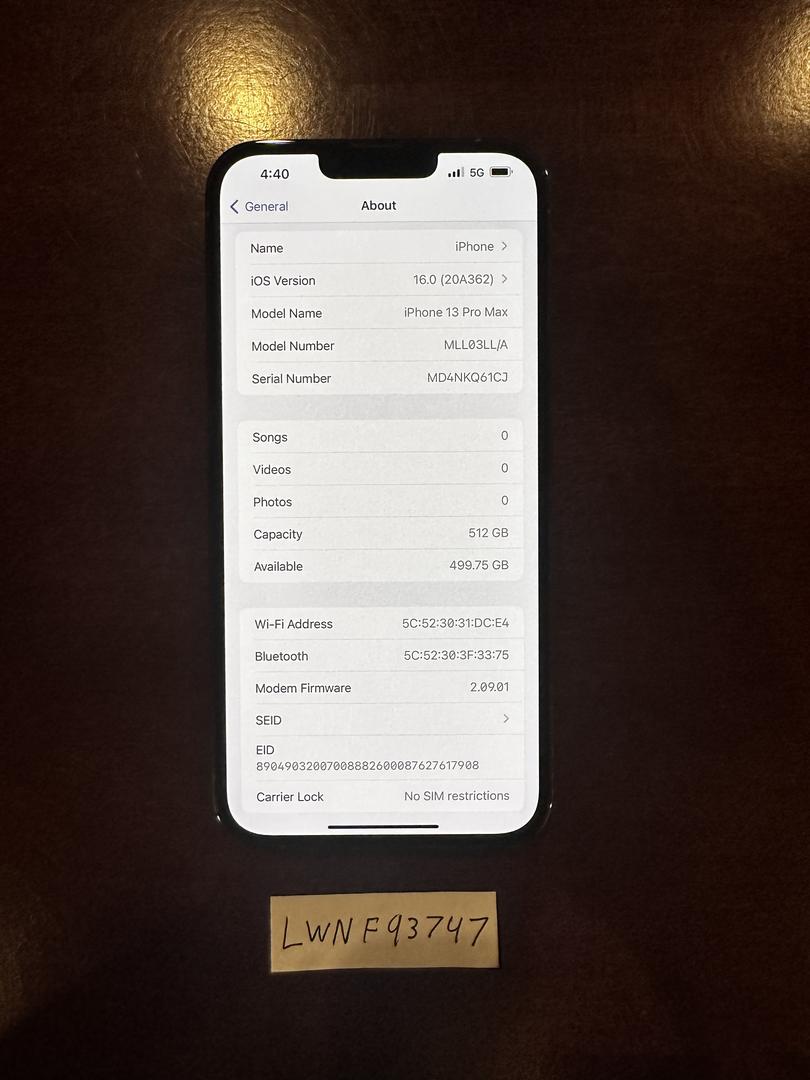 4:40 5G
General About
Name iPhone
iOS Version 16.0 (20A362)
Model Name iPhone 13 Pro Max
Model Number MLL03LL/A
Serial Number MD4NKQ61CJ
Songs 0
Videos 0
Photos 0
Capacity 512 GB
Available 499.75 GB
Wi-Fi Address 5C:52:30:31:DC:E4
Bluetooth 5C:52:30:3F:33:75
Modem Firmware 2.09.01
SEID
EID
89049032007008882600087627617908
Carrier Lock No SIM restrictions
LWNF93747